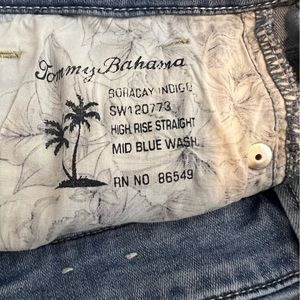 Tommy Bahama
BORACAY INDIGO
SW120773
HIGH RISE STRAIGHT
MID BLUE WASH
RN NO 86549